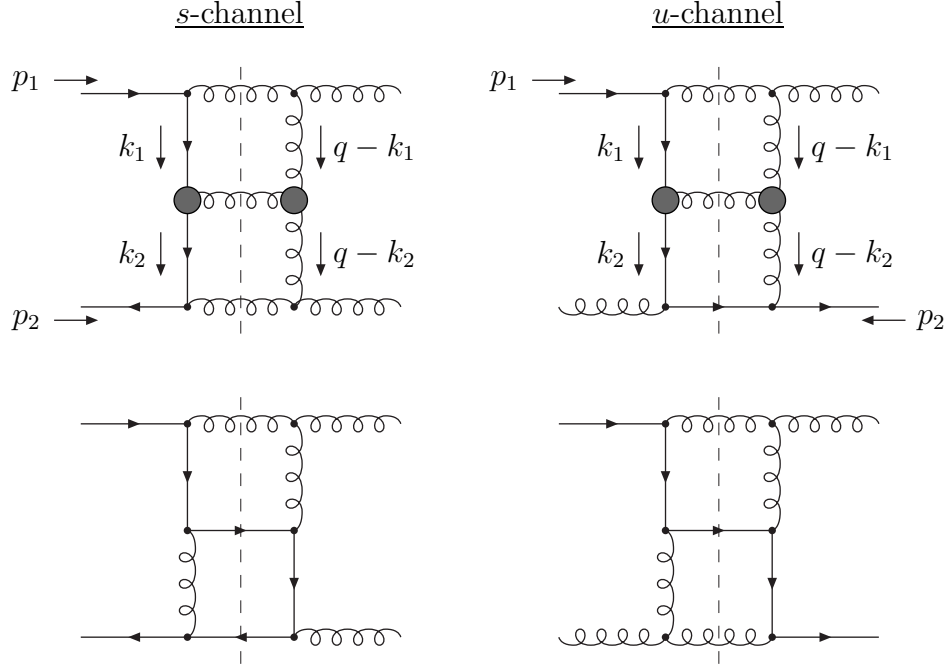 s-channel u-channel
p₁ p₁
k₁ q − k₁ k₁ q − k₁
k₂ q − k₂ k₂ q − k₂
p₂ p₂